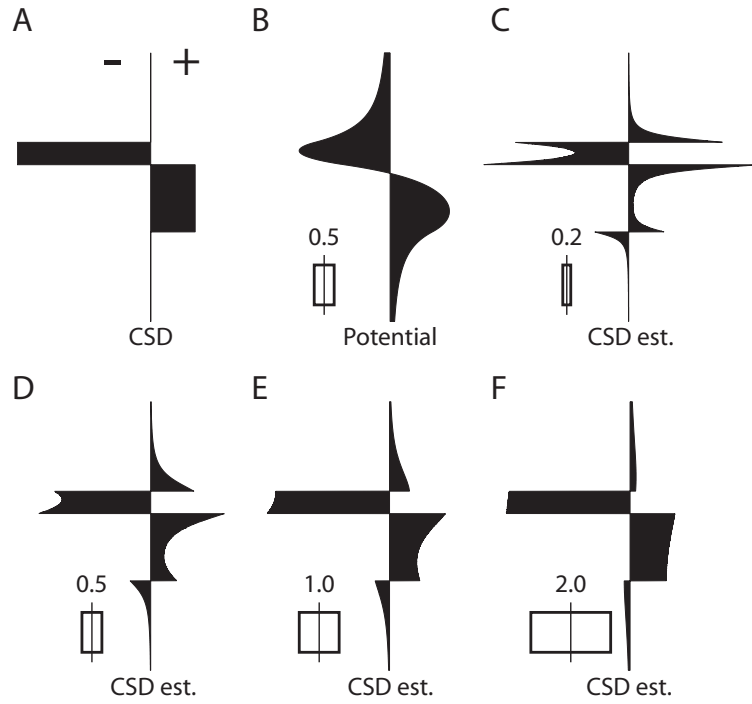 A
B
C
- +
0.5
0.2
CSD
Potential
CSD est.
D
E
F
0.5
1.0
2.0
CSD est.
CSD est.
CSD est.